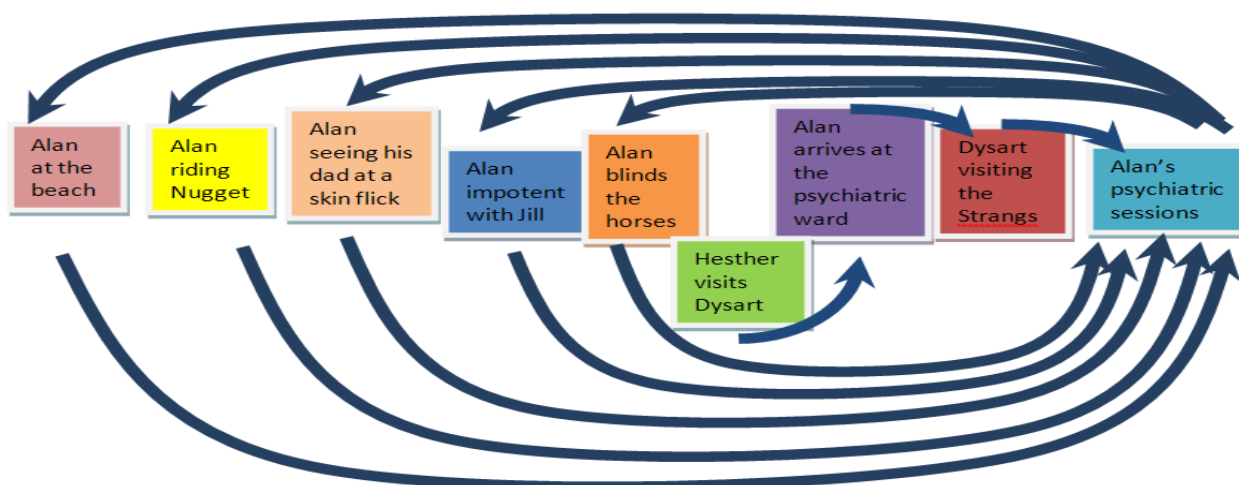 Alan
at the
beach
Alan
riding
Nugget
Alan
seeing his
dad at a
skin flick
Alan
impotent
with Jill
Alan
blinds
the
horses
Hesther
visits
Dysart
Alan
arrives at
the
psychiatric
ward
Dysart
visiting
the
Strangs
Alan's
psychiatric
sessions